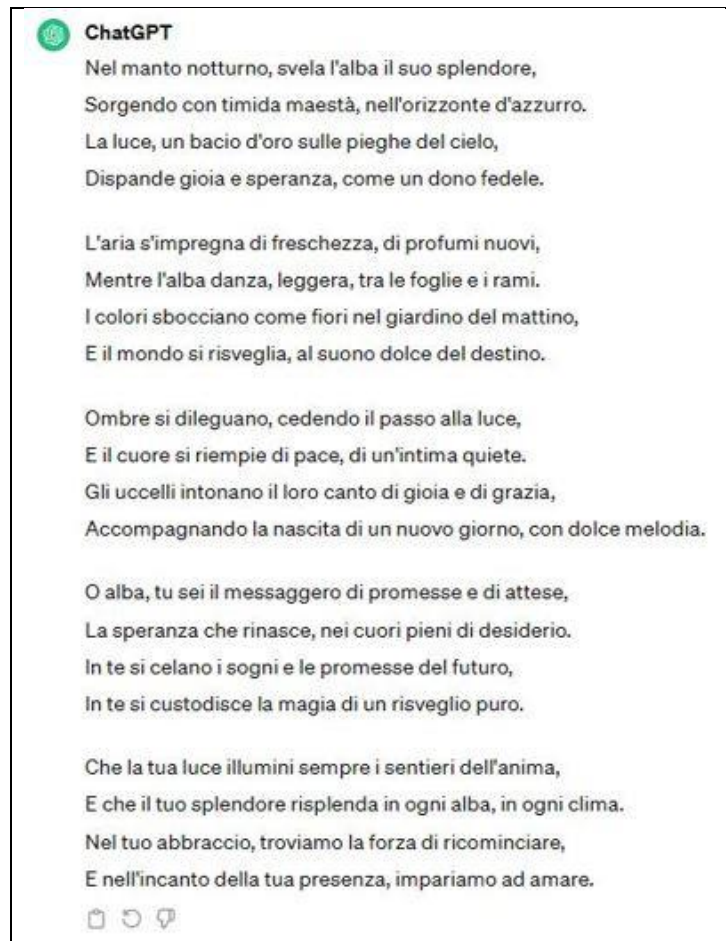 ChatGPT
Nel manto notturno, svela l'alba il suo splendore,
Sorgendo con timida maestà, nell'orizzonte d'azzurro.
La luce, un bacio d'oro sulle pieghe del cielo,
Dispande gioia e speranza, come un dono fedele.
L'aria s'impregna di freschezza, di profumi nuovi,
Mentre l'alba danza, leggera, tra le foglie e i rami.
I colori sbocciano come fiori nel giardino del mattino,
E il mondo si risveglia, al suono dolce del destino.
Ombre si dileguano, cedendo il passo alla luce,
E il cuore si riempie di pace, di un'intima quiete.
Gli uccelli intonano il loro canto di gioia e di grazia,
Accompagnando la nascita di un nuovo giorno, con dolce melodia.
O alba, tu sei il messaggero di promesse e di attese,
La speranza che rinasce, nei cuori pieni di desiderio.
In te si celano i sogni e le promesse del futuro,
In te si custodisce la magia di un risveglio puro.
Che la tua luce illumini sempre i sentieri dell'anima,
E che il tuo splendore risplenda in ogni alba, in ogni clima.
Nel tuo abbraccio, troviamo la forza di ricominciare,
E nell'incanto della tua presenza, impariamo ad amare.